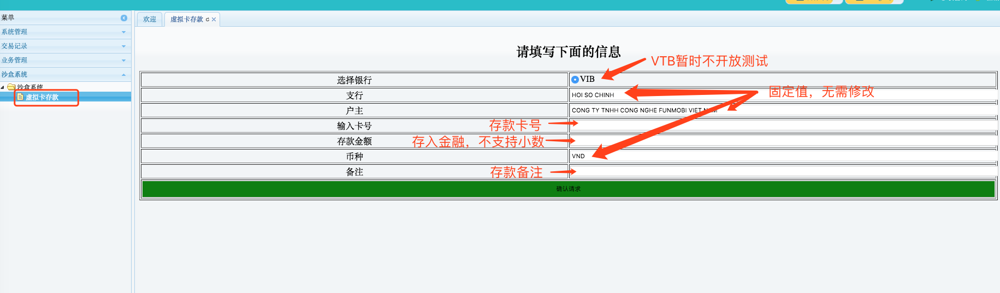 菜单
系统管理
交易记录
业务管理
沙盒系统
沙盒系统
虚拟卡存款
欢迎
虚拟卡存款
请填写下面的信息
VTB暂时不开放测试
选择银行
VIB
支行
HOI SO CHINH
固定值，无需修改
户主
CONG TY TNHH CONG NGHE FUNMOBI VIET NAM
输入卡号
存款卡号
存款金额
存入金融，不支持小数
币种
VND
备注
存款备注
确认请求